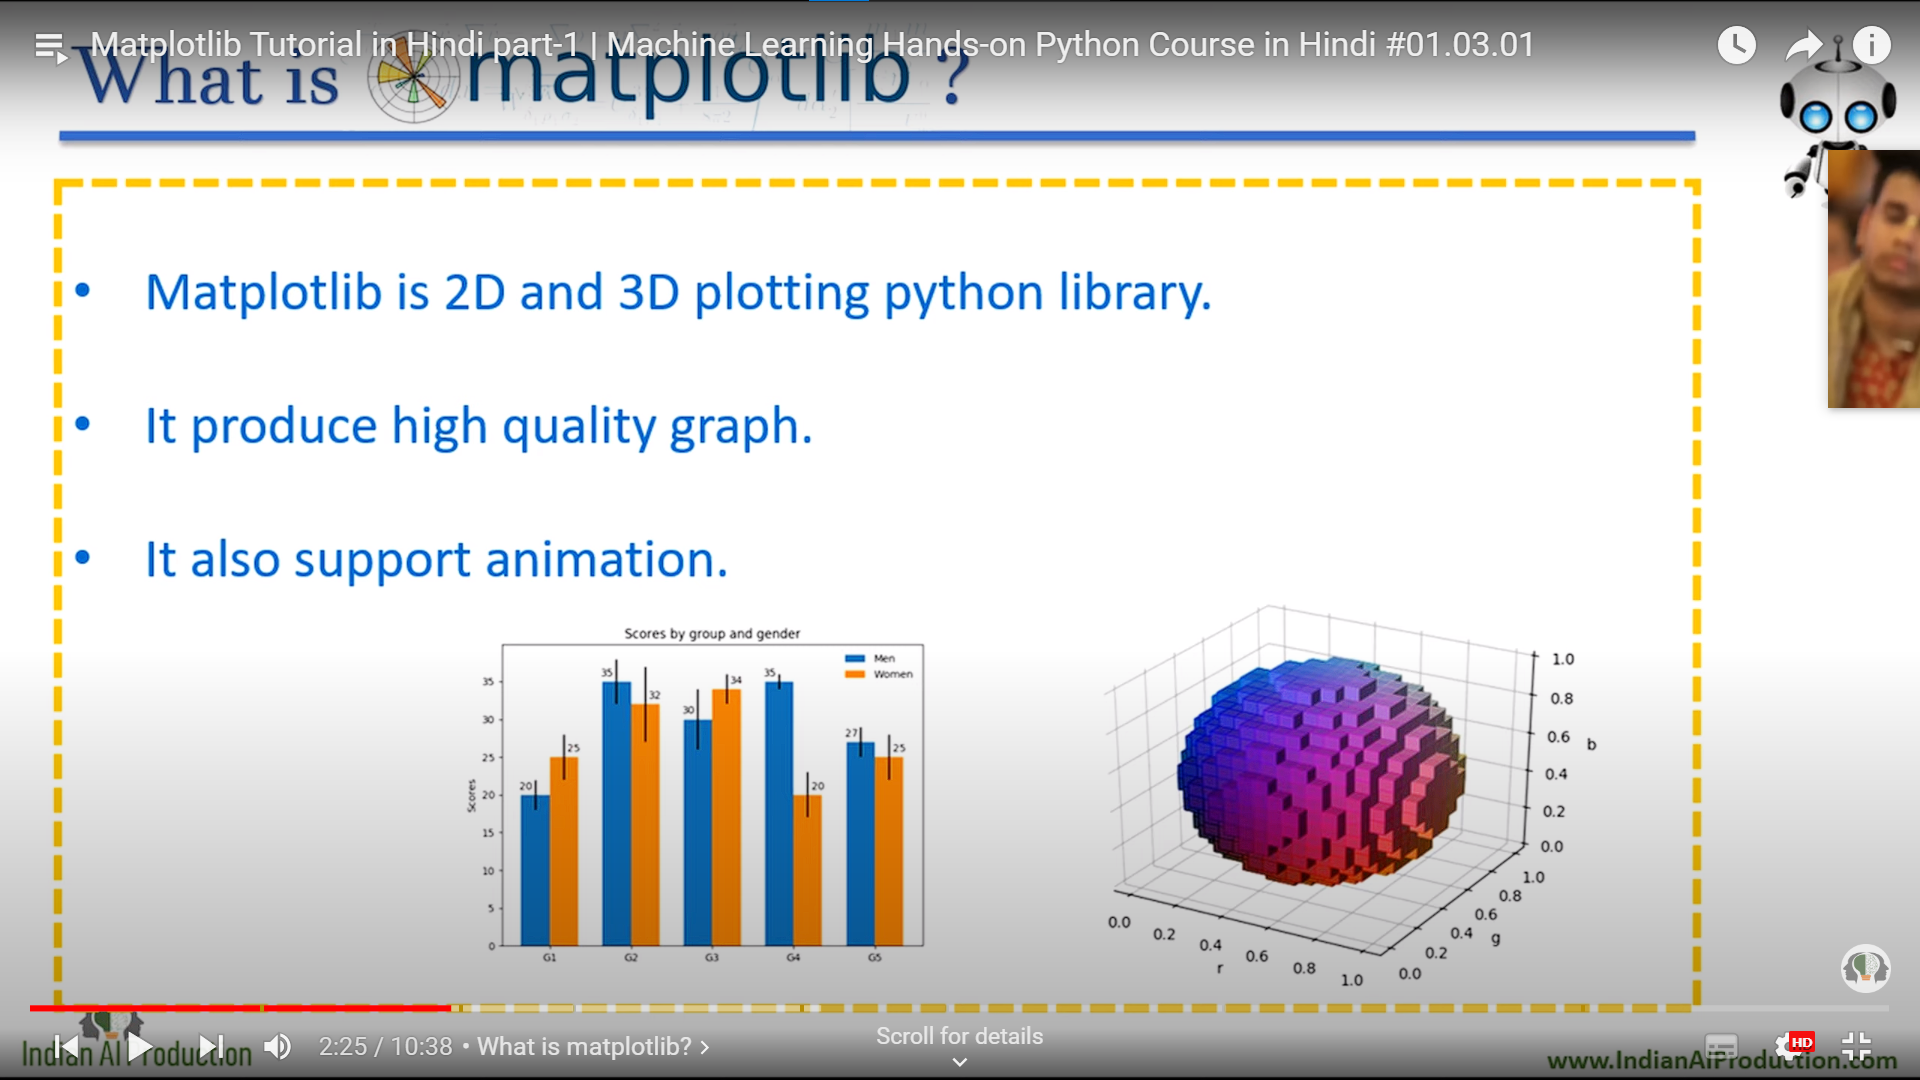 Matplotlib Tutorial in Hindi part-1 | Machine Learning Hands-on Python Course in Hindi #01.03.01
What is matplotlib ?
• Matplotlib is 2D and 3D plotting python library.
• It produce high quality graph.
• It also support animation.
Scores by group and gender
Men
Women
Scores
35
30
25
20
15
10
5
0
20 25
35 32
30 34
35 20
27 25
G1 G2 G3 G4 G5
1.0
0.8
0.6
0.4
0.2
0.0
b
1.0
0.8
0.6
0.4
0.2
0.0
g
0.0 0.2 0.4 0.6 0.8 1.0
r
Scroll for details
2:25 / 10:38 • What is matplotlib? >
HD
Indian AI Production
www.IndianAIProduction.com